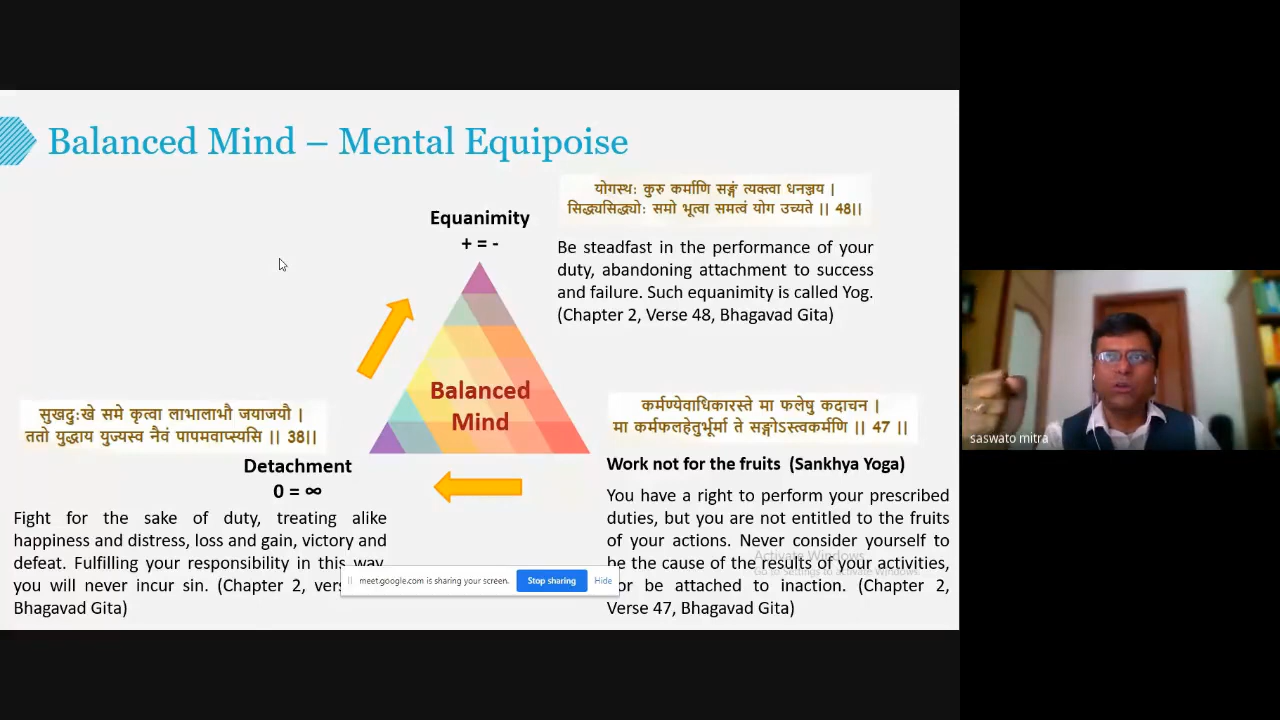 Balanced Mind – Mental Equipoise
योगस्थः कुरु कर्माणि सङ्गं त्यक्त्वा धनञ्जय |
सिद्ध्यसिद्ध्योः समो भूत्वा समत्वं योग उच्यते || 48||
Equanimity
+ = -
Be steadfast in the performance of your
duty, abandoning attachment to success
and failure. Such equanimity is called Yog.
(Chapter 2, Verse 48, Bhagavad Gita)
Balanced
Mind
सुखदुःखे समे कृत्वा लाभालाभौ जयाजयौ |
ततो युद्धाय युज्यस्व नैवं पापमवाप्स्यसि || 38||
Detachment
0 = ∞
Fight for the sake of duty, treating alike
happiness and distress, loss and gain, victory and
defeat. Fulfilling your responsibility in this way,
you will never incur sin. (Chapter 2,
Bhagavad Gita)
कर्मण्येवाधिकारस्ते मा फलेषु कदाचन |
मा कर्मफलहेतुर्भूर्मा ते सङ्गोऽस्त्वकर्मणि || 47 ||
Work not for the fruits (Sankhya Yoga)
You have a right to perform your prescribed
duties, but you are not entitled to the fruits
of your actions. Never consider yourself to
be the cause of the results of your activities,
be attached to inaction. (Chapter 2,
Verse 47, Bhagavad Gita)
Activate Windows
Go to Settings to activate Windows.
meet.google.com is sharing your screen.
Stop sharing
Hide
saswato mitra